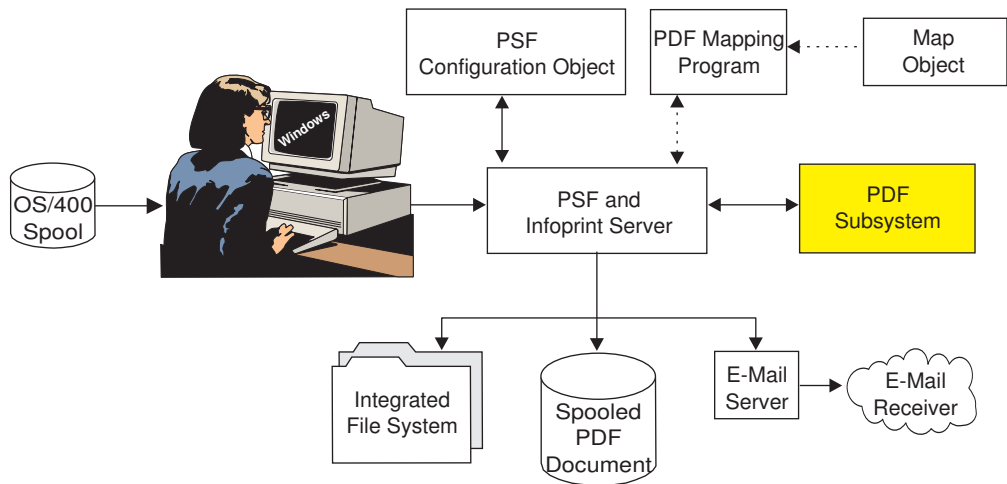 PSF
Configuration Object
PDF Mapping
Program
Map
Object
Windows
OS/400
Spool
PSF and
Infoprint Server
PDF
Subsystem
Integrated
File System
Spooled
PDF
Document
E-Mail
Server
E-Mail
Receiver